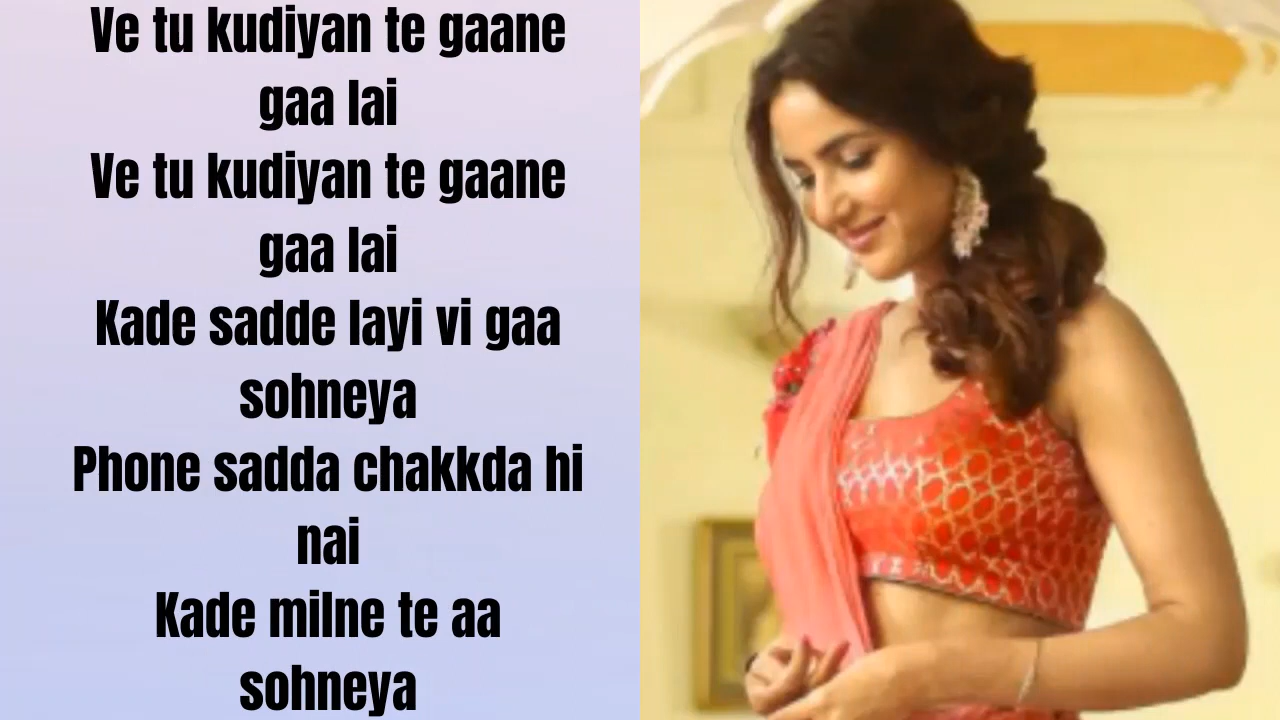 Ve tu kudiyan te gaane
gaa lai
Ve tu kudiyan te gaane
gaa lai
Kade sadde layi vi gaa
sohneya
Phone sadda chakkda hi
nai
Kade milne te aa
sohneya